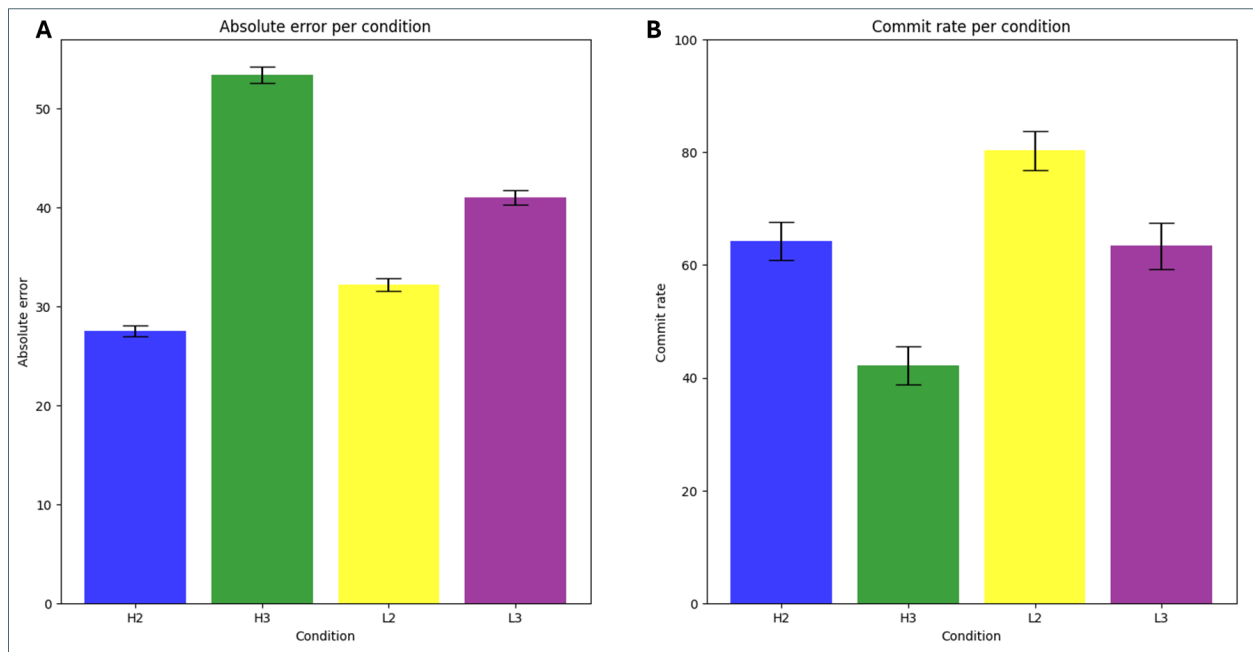 A
Absolute error per condition
Absolute error
50
40
30
20
10
0
H2 H3 L2 L3
Condition
B
Commit rate per condition
Commit rate
100
80
60
40
20
0
H2 H3 L2 L3
Condition